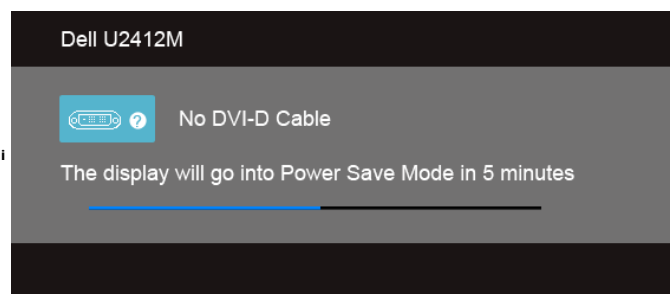 Dell U2412M
? No DVI-D Cable
i
The display will go into Power Save Mode in 5 minutes